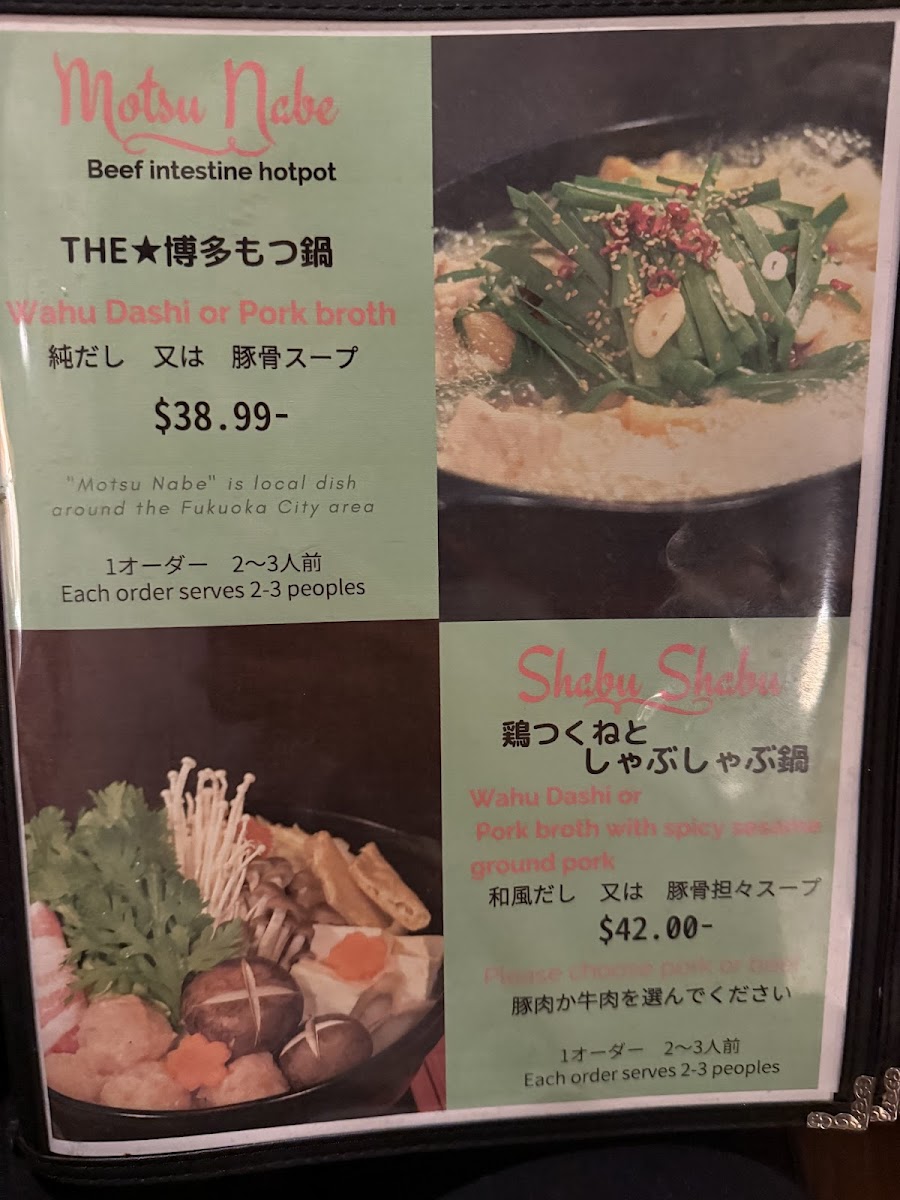 Motsu Nabe
Beef intestine hotpot
THE★博多もつ鍋
Wahu Dashi or Pork broth
純だし 又は 豚骨スープ
$38.99-
"Motsu Nabe" is local dish
around the Fukuoka City area
1オーダー 2〜3人前
Each order serves 2-3 peoples
Shabu Shabu
鶏つくねと
しゃぶしゃぶ鍋
Wahu Dashi or
Pork broth with spicy sesame
ground pork
和風だし 又は 豚骨担々スープ
$42.00-
Please choose pork or beef
豚肉か牛肉を選んでください
1オーダー 2〜3人前
Each order serves 2-3 peoples